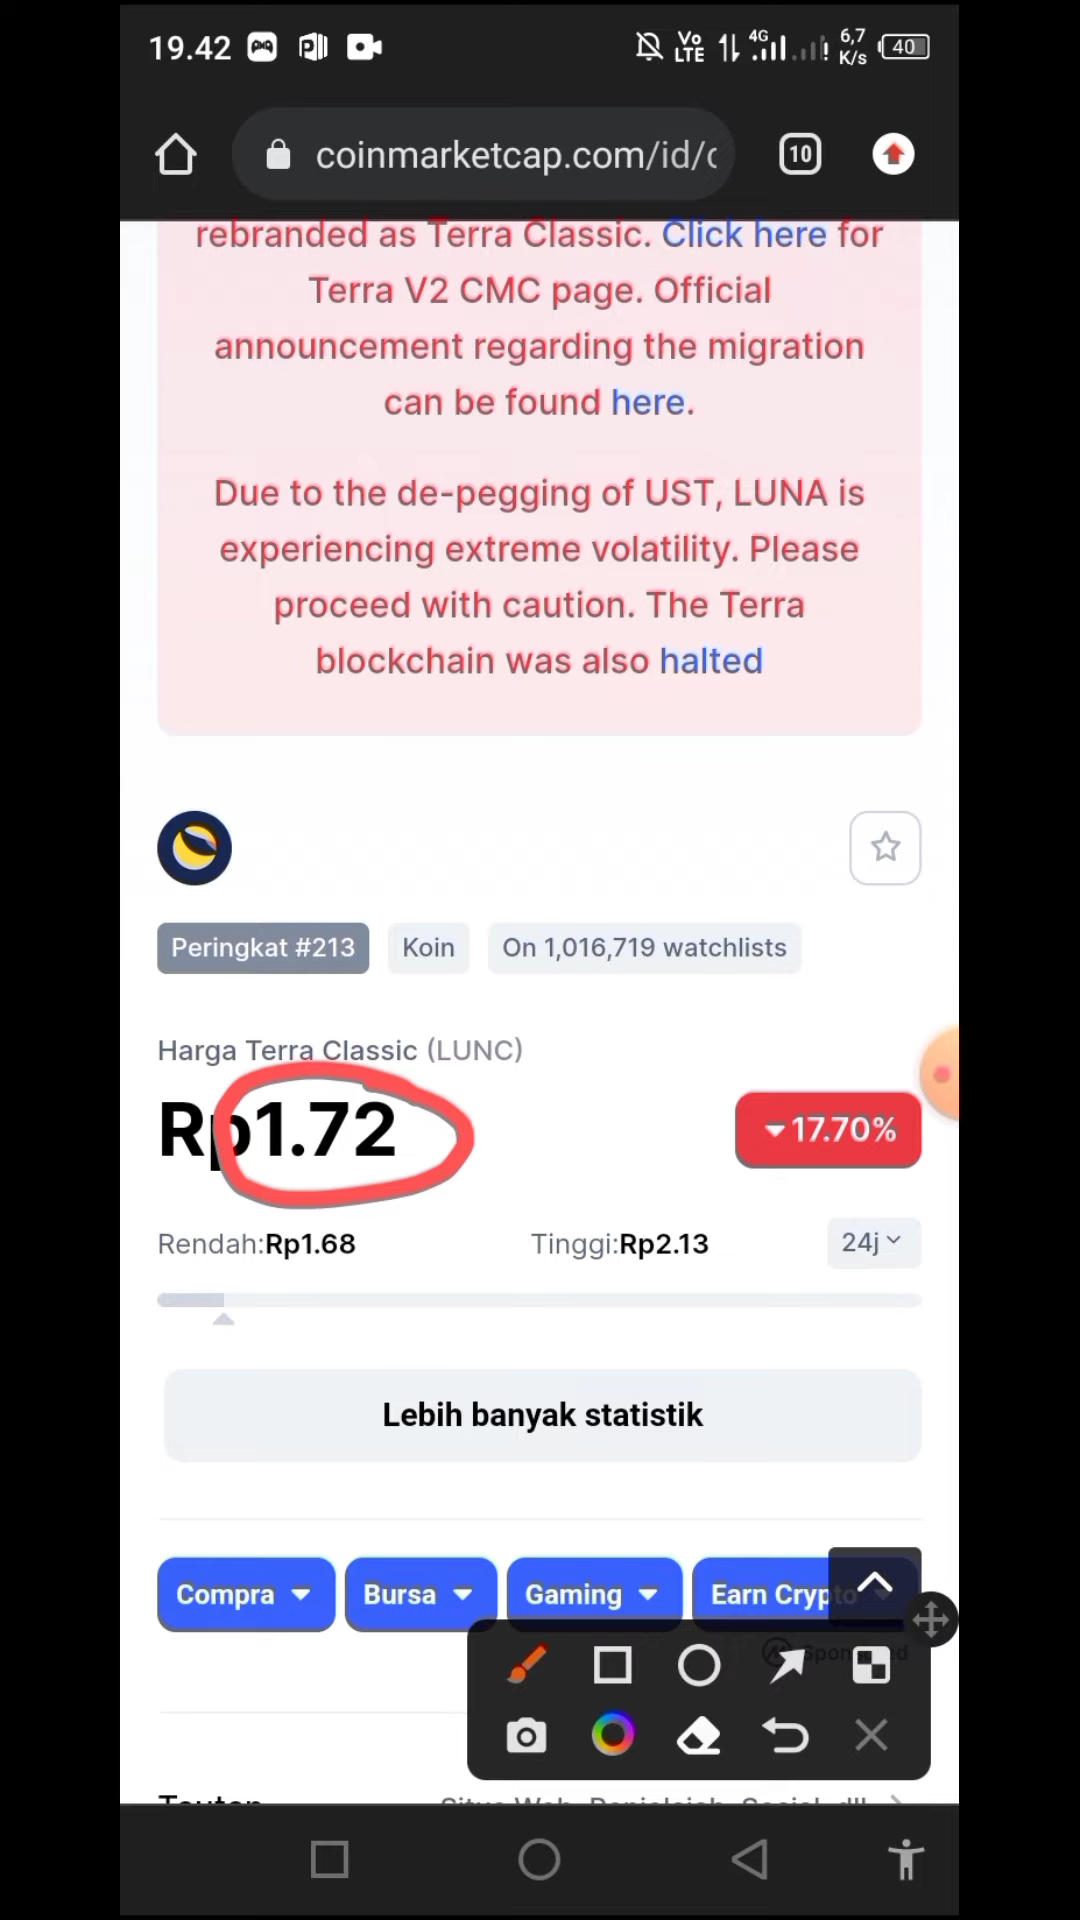 19.42 Vo LTE 4G 6,7 K/s 40
coinmarketcap.com/id/c 10
rebranded as Terra Classic. Click here for
Terra V2 CMC page. Official
announcement regarding the migration
can be found here.
Due to the de-pegging of UST, LUNA is
experiencing extreme volatility. Please
proceed with caution. The Terra
blockchain was also halted
Peringkat #213 Koin On 1,016,719 watchlists
Harga Terra Classic (LUNC)
Rp1.72 17.70%
Rendah:Rp1.68 Tinggi:Rp2.13 24j
Lebih banyak statistik
Compra Bursa Gaming Earn Crypto
Sponsored